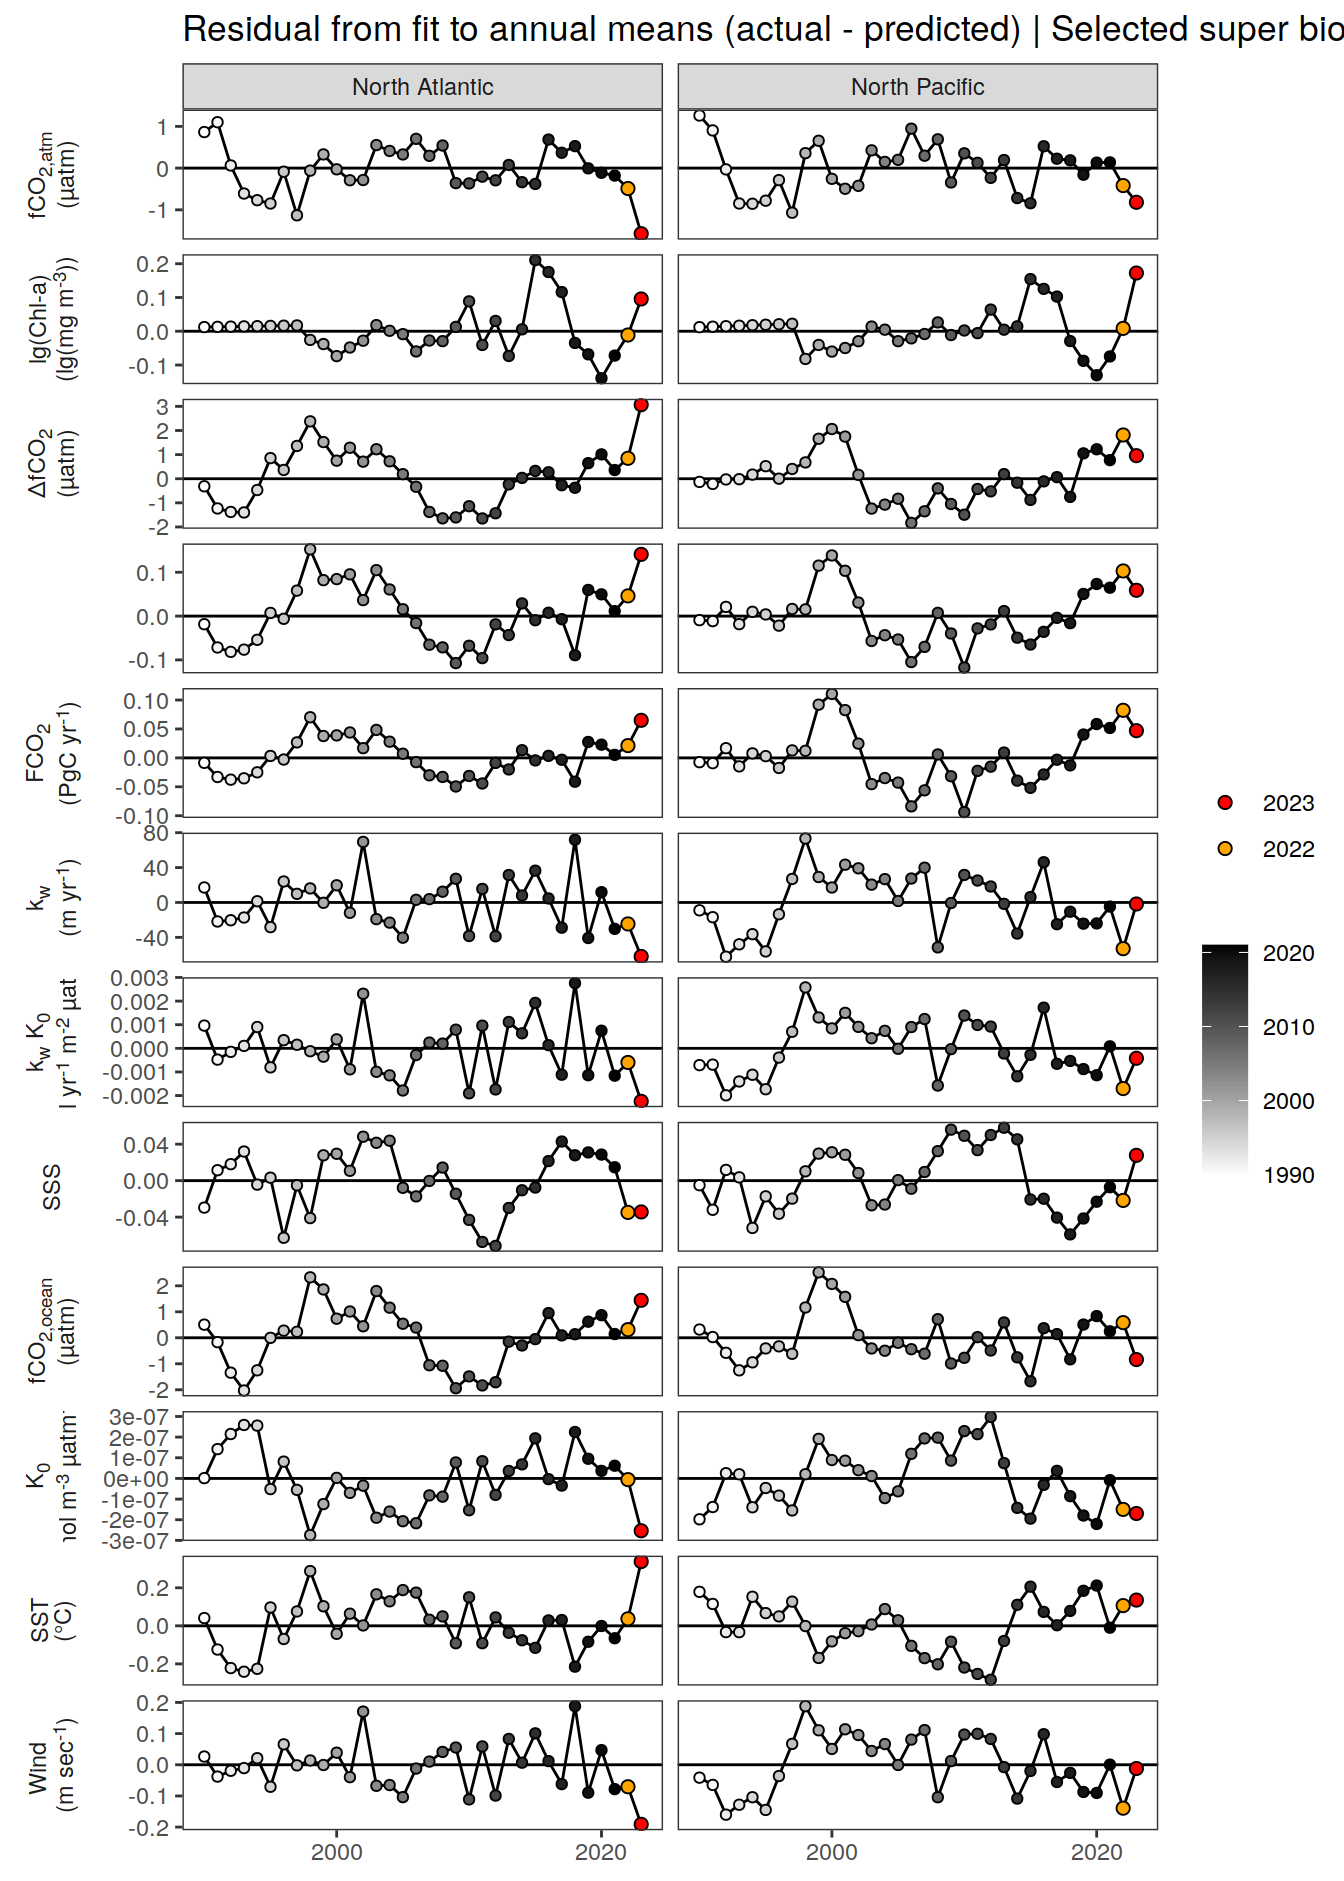 Residual from fit to annual means (actual - predicted) | Selected super bio
North Atlantic
North Pacific
fCO2,atm
(µatm)
1
0
-1
lg(Chl-a)
(lg(mg m-3))
0.2
0.1
0.0
-0.1
ΔfCO2
(µatm)
3
2
1
0
-1
-2
0.1
0.0
-0.1
FCO2
(PgC yr-1)
0.10
0.05
0.00
-0.05
-0.10
kw
(m yr-1)
80
40
0
-40
kw K0
l yr-1 m-2 µat
0.003
0.002
0.001
0.000
-0.001
-0.002
SSS
0.04
0.00
-0.04
fCO2,ocean
(µatm)
2
1
0
-1
-2
K0
nol m-3 µatm-
3e-07
2e-07
1e-07
0e+00
-1e-07
-2e-07
-3e-07
SST
(°C)
0.2
0.0
-0.2
Wind
(m sec-1)
0.2
0.1
0.0
-0.1
-0.2
2000
2020
2000
2020
2023
2022
2020
2010
2000
1990